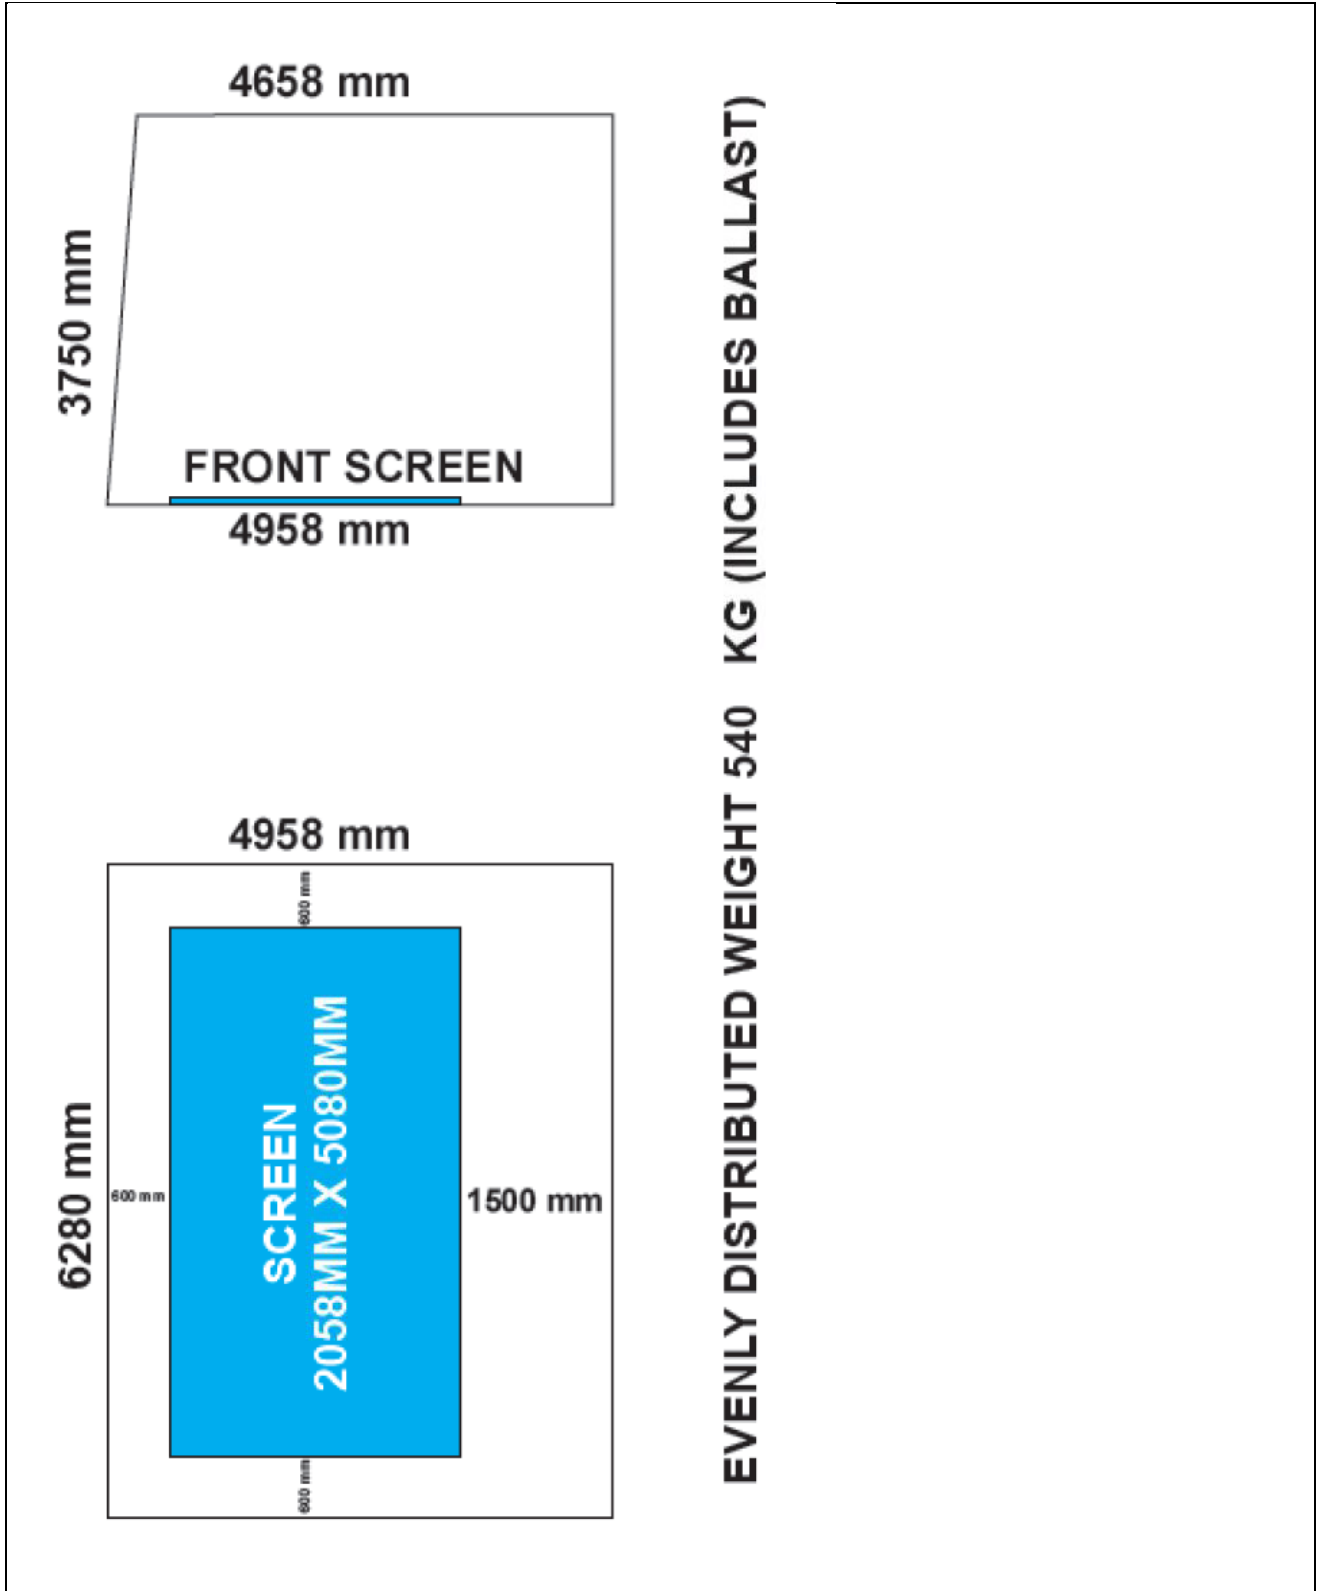 4658 mm
3750 mm
FRONT SCREEN
4958 mm
4958 mm
600 mm
6280 mm
600 mm
SCREEN
2058MM X 5080MM
1500 mm
600 mm
EVENLY DISTRIBUTED WEIGHT 540 KG (INCLUDES BALLAST)